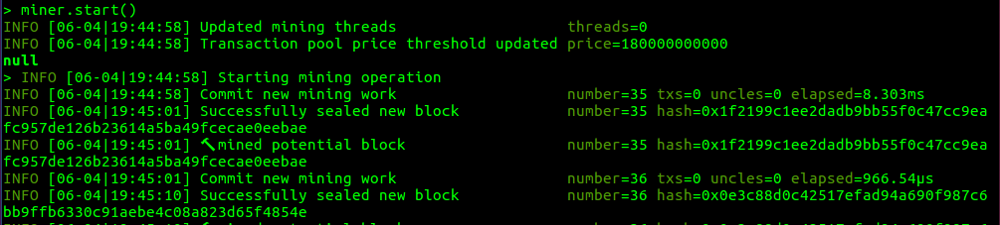 > miner.start()
INFO [06-04|19:44:58] Updated mining threads threads=0
INFO [06-04|19:44:58] Transaction pool price threshold updated price=180000000000
null
> INFO [06-04|19:44:58] Starting mining operation
INFO [06-04|19:44:58] Commit new mining work number=35 txs=0 uncles=0 elapsed=8.303ms
INFO [06-04|19:45:01] Successfully sealed new block number=35 hash=0x1f2199c1ee2dadb9bb55f0c47cc9ea
fc957de126b23614a5ba49fcecae0eebae
INFO [06-04|19:45:01] 🔨mined potential block number=35 hash=0x1f2199c1ee2dadb9bb55f0c47cc9ea
fc957de126b23614a5ba49fcecae0eebae
INFO [06-04|19:45:01] Commit new mining work number=36 txs=0 uncles=0 elapsed=966.54µs
INFO [06-04|19:45:10] Successfully sealed new block number=36 hash=0x0e3c88d0c42517efad94a690f987c6
bb9ffb6330c91aebe4c08a823d65f4854e